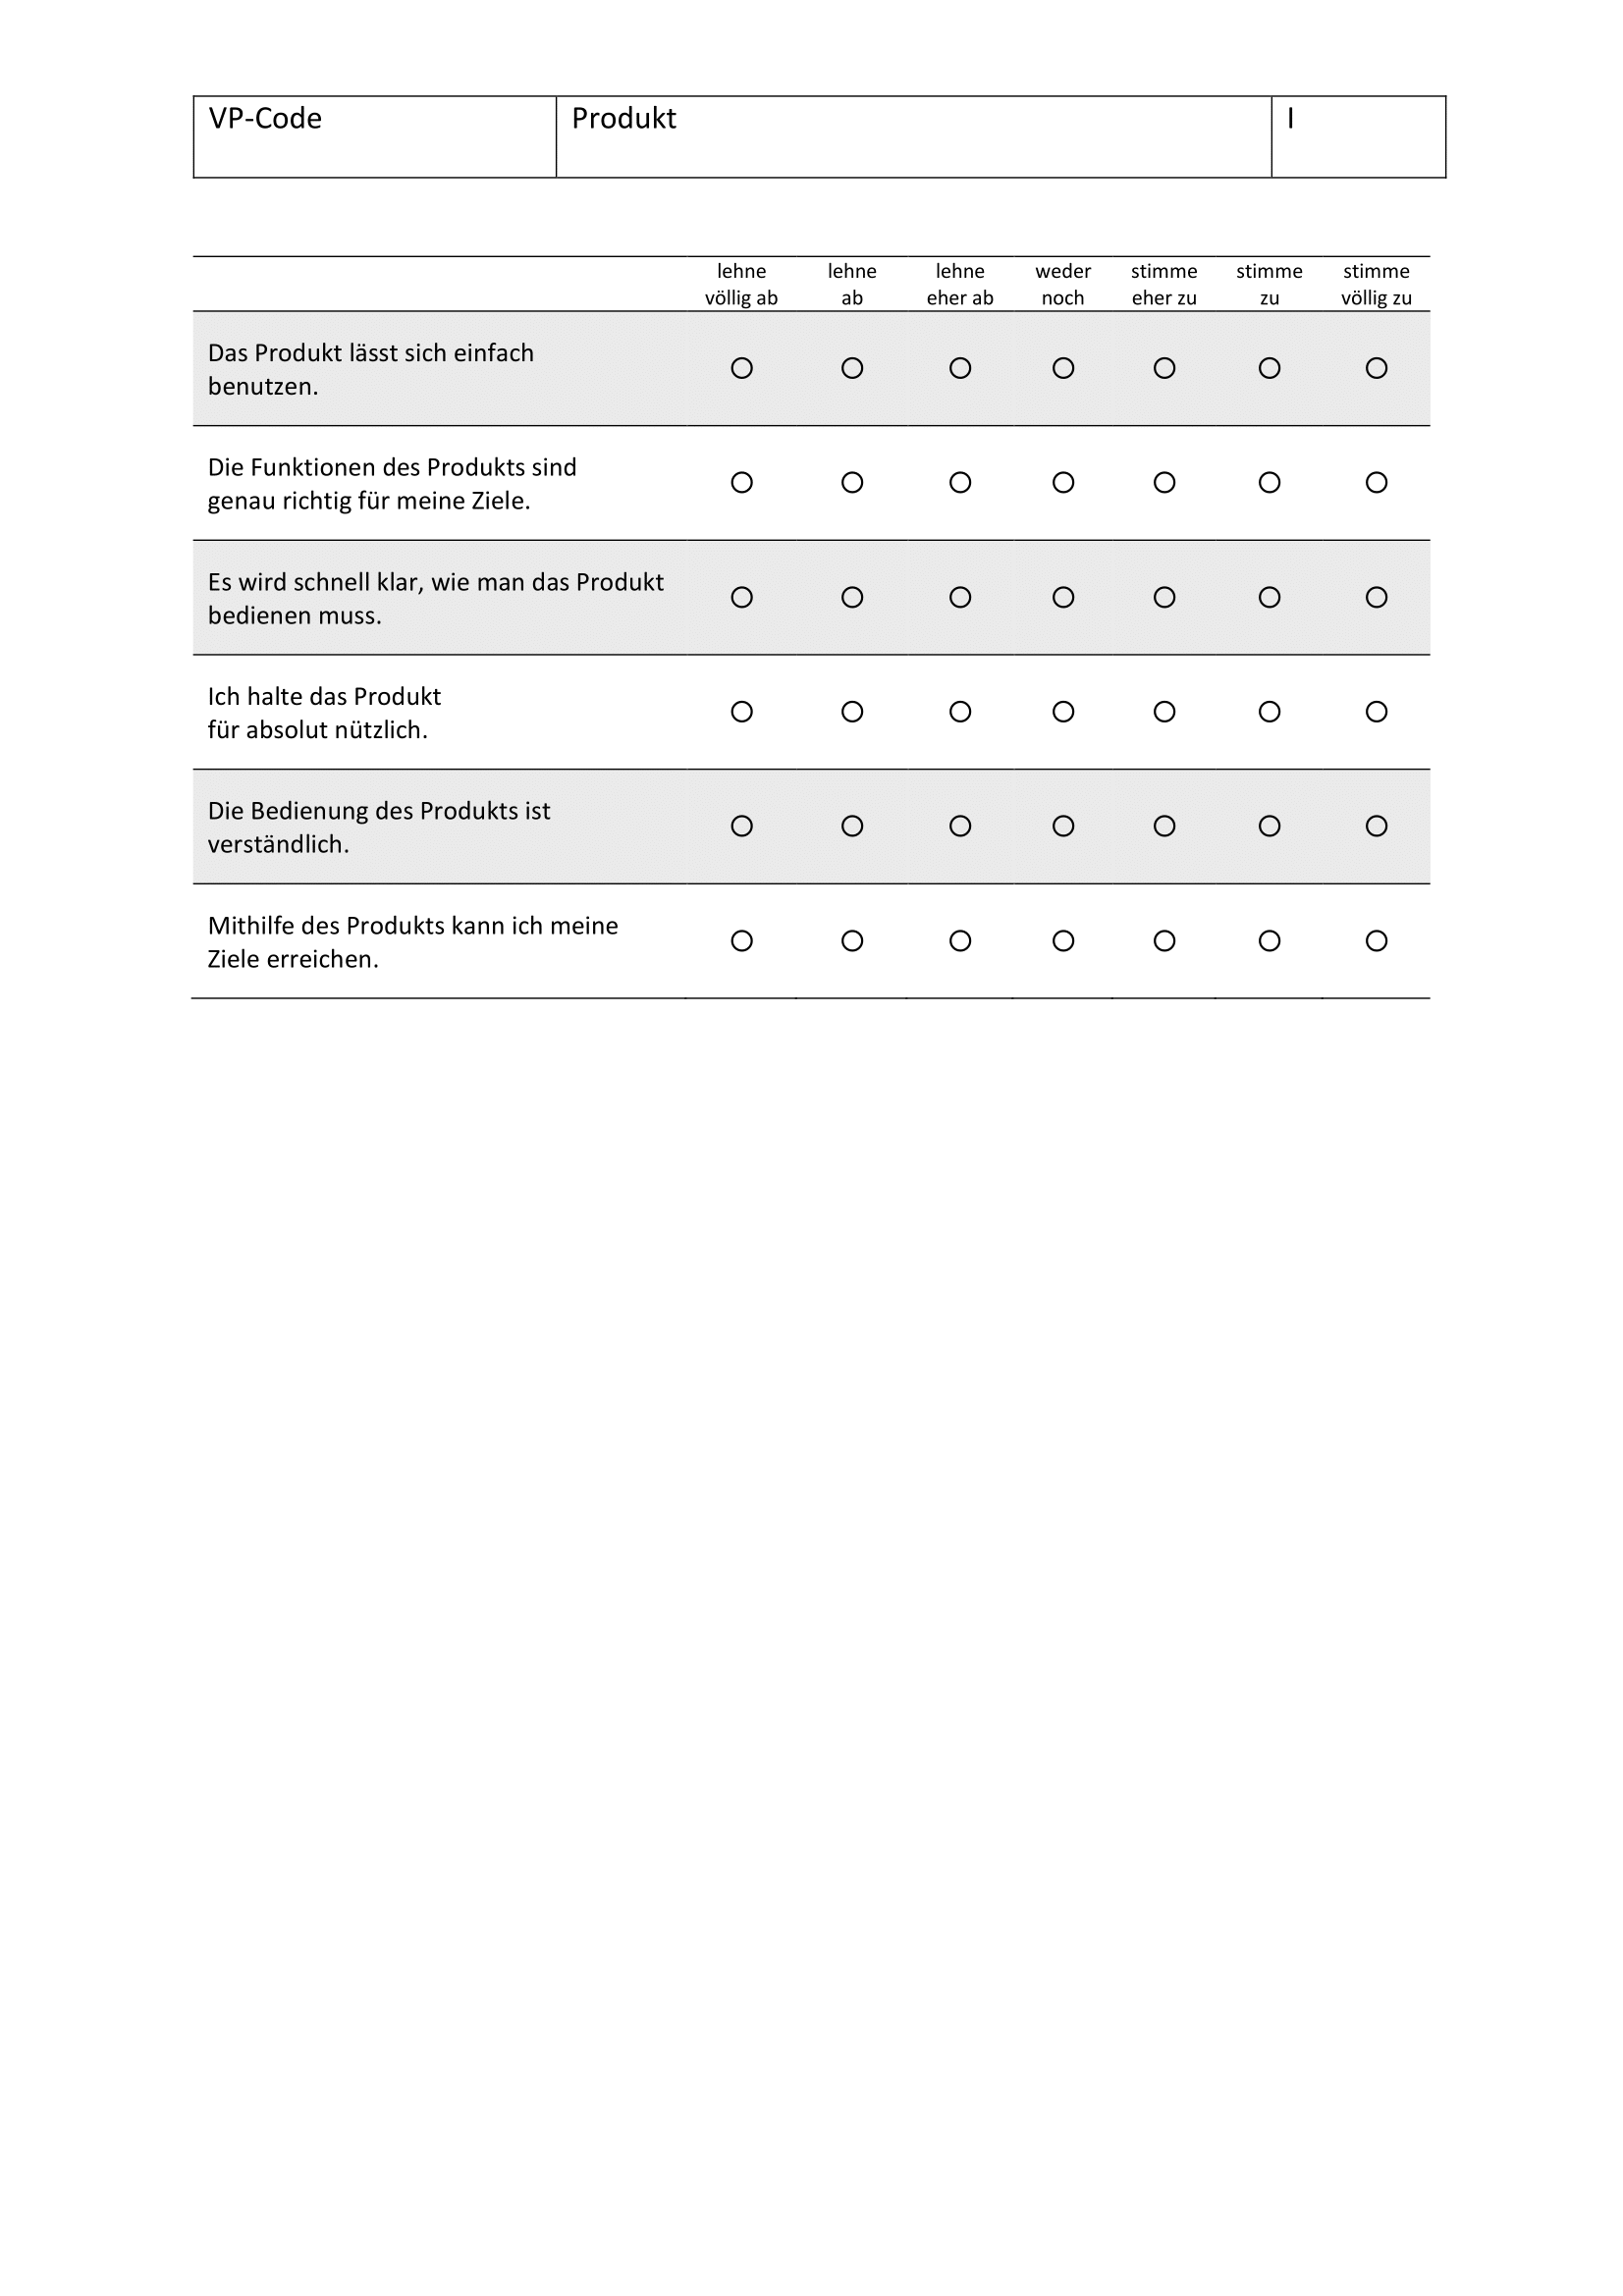 VP-Code
Produkt
I
lehne völlig ab
lehne ab
lehne eher ab
weder noch
stimme eher zu
stimme zu
stimme völlig zu
Das Produkt lässt sich einfach
benutzen.
Die Funktionen des Produkts sind
genau richtig für meine Ziele.
Es wird schnell klar, wie man das Produkt
bedienen muss.
Ich halte das Produkt
für absolut nützlich.
Die Bedienung des Produkts ist
verständlich.
Mithilfe des Produkts kann ich meine
Ziele erreichen.